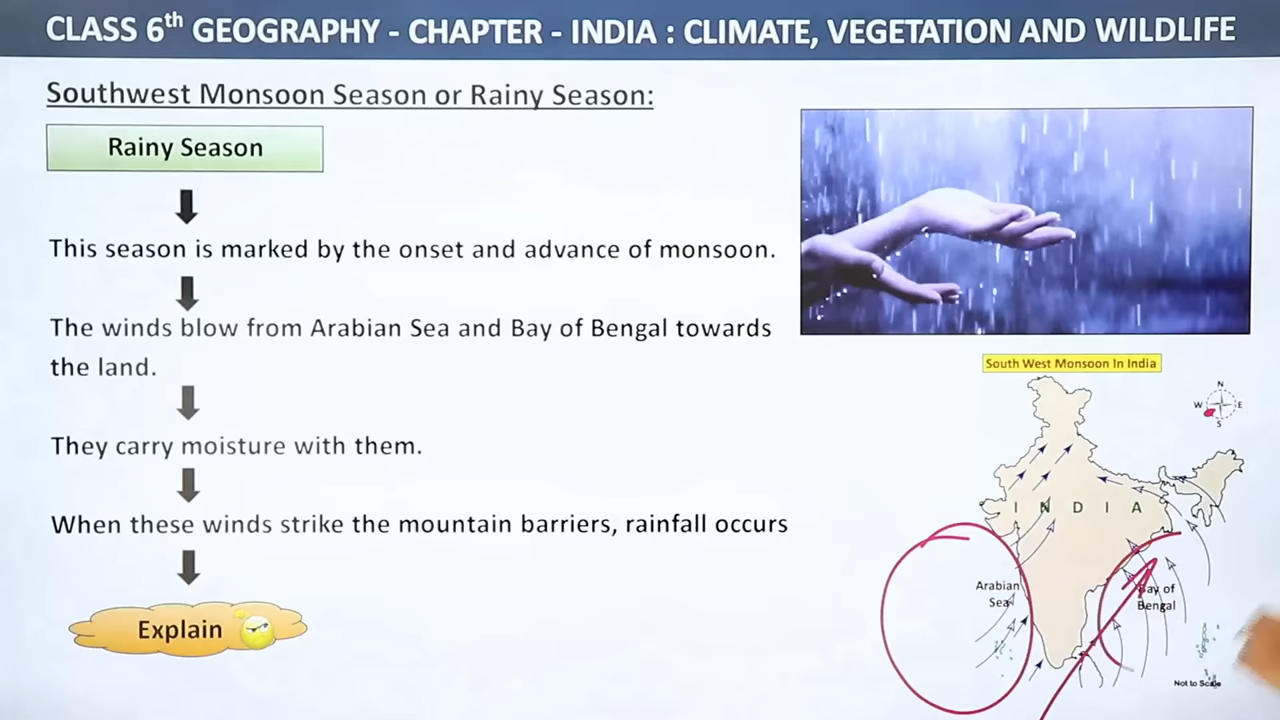 CLASS 6th GEOGRAPHY - CHAPTER - INDIA : CLIMATE, VEGETATION AND WILDLIFE
Southwest Monsoon Season or Rainy Season:
Rainy Season
This season is marked by the onset and advance of monsoon.
The winds blow from Arabian Sea and Bay of Bengal towards
the land.
They carry moisture with them.
When these winds strike the mountain barriers, rainfall occurs
Explain
South West Monsoon In India
N
W E
S
I N D I A
Arabian
Sea
Bay of
Bengal
Not to Scale